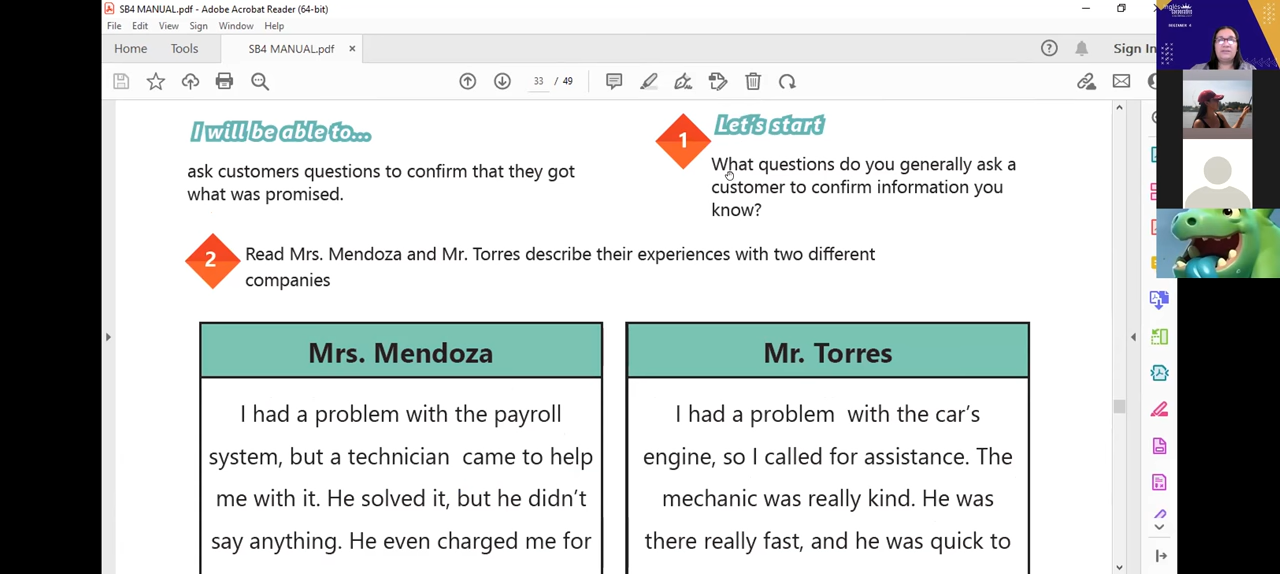 SB4 MANUAL.pdf - Adobe Acrobat Reader (64-bit)
File Edit View Sign Window Help
Home Tools SB4 MANUAL.pdf × Sign In
33 / 49
I will be able to...
ask customers questions to confirm that they got
what was promised.
1 Let's start
What questions do you generally ask a
customer to confirm information you
know?
2 Read Mrs. Mendoza and Mr. Torres describe their experiences with two different
companies
Mrs. Mendoza
I had a problem with the payroll
system, but a technician came to help
me with it. He solved it, but he didn't
say anything. He even charged me for
Mr. Torres
I had a problem with the car's
engine, so I called for assistance. The
mechanic was really kind. He was
there really fast, and he was quick to